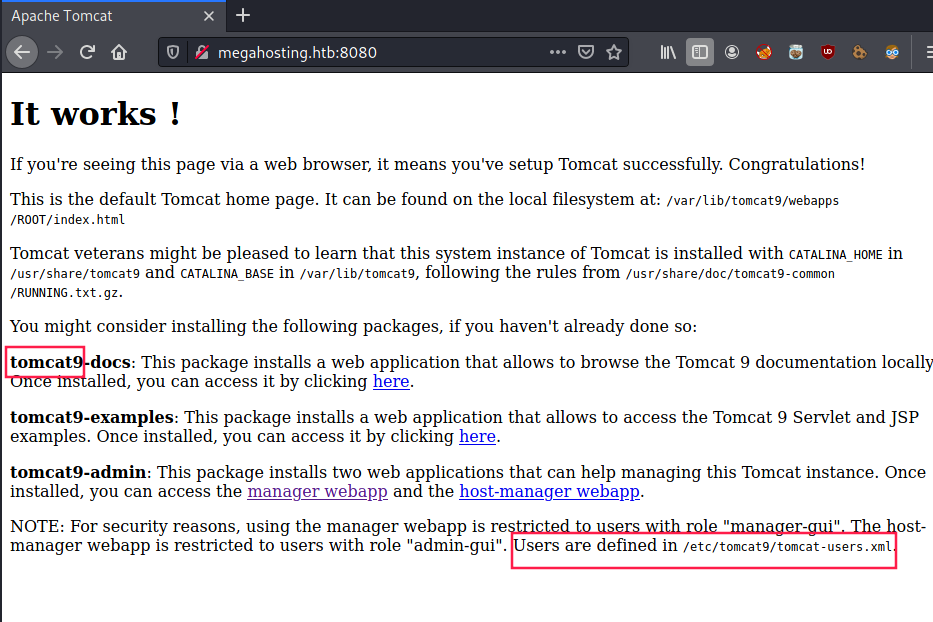 Apache Tomcat
megahosting.htb:8080
It works !
If you're seeing this page via a web browser, it means you've setup Tomcat successfully. Congratulations!
This is the default Tomcat home page. It can be found on the local filesystem at: /var/lib/tomcat9/webapps
/ROOT/index.html
Tomcat veterans might be pleased to learn that this system instance of Tomcat is installed with CATALINA_HOME in
/usr/share/tomcat9 and CATALINA_BASE in /var/lib/tomcat9, following the rules from /usr/share/doc/tomcat9-common
/RUNNING.txt.gz.
You might consider installing the following packages, if you haven't already done so:
tomcat9-docs: This package installs a web application that allows to browse the Tomcat 9 documentation locally
Once installed, you can access it by clicking here.
tomcat9-examples: This package installs a web application that allows to access the Tomcat 9 Servlet and JSP
examples. Once installed, you can access it by clicking here.
tomcat9-admin: This package installs two web applications that can help managing this Tomcat instance. Once
installed, you can access the manager webapp and the host-manager webapp.
NOTE: For security reasons, using the manager webapp is restricted to users with role "manager-gui". The host-
manager webapp is restricted to users with role "admin-gui". Users are defined in /etc/tomcat9/tomcat-users.xml.